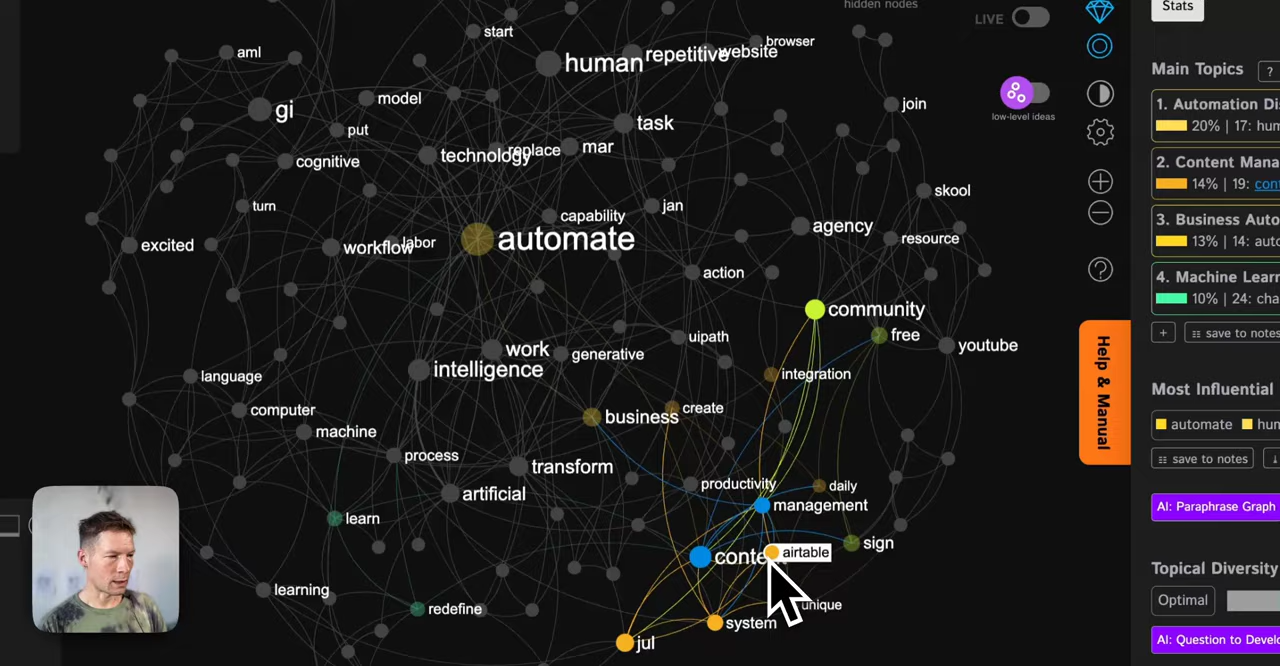 hidden nodes
LIVE
Stats
start
browser
aml
human
repetitive
website
Main Topics
?
low-level ideas
gi
model
join
1. Automation Di
20% | 17: hum
put
task
technology
replace
mar
cognitive
2. Content Mana
14% | 19: con
turn
capability
jan
skool
excited
workflow
labor
automate
agency
resource
3. Business Auto
13% | 14: auto
action
4. Machine Learn
10% | 24: cha
community
free
youtube
+
save to notes
uipath
work
generative
intelligence
language
integration
Help & Manual
Most Influential
computer
business
create
automate
hum
machine
process
transform
save to notes
productivity
daily
artificial
management
AI: Paraphrase Graph
learn
sign
conte
airtable
Topical Diversity
learning
redefine
unique
Optimal
system
jul
AI: Question to Develo